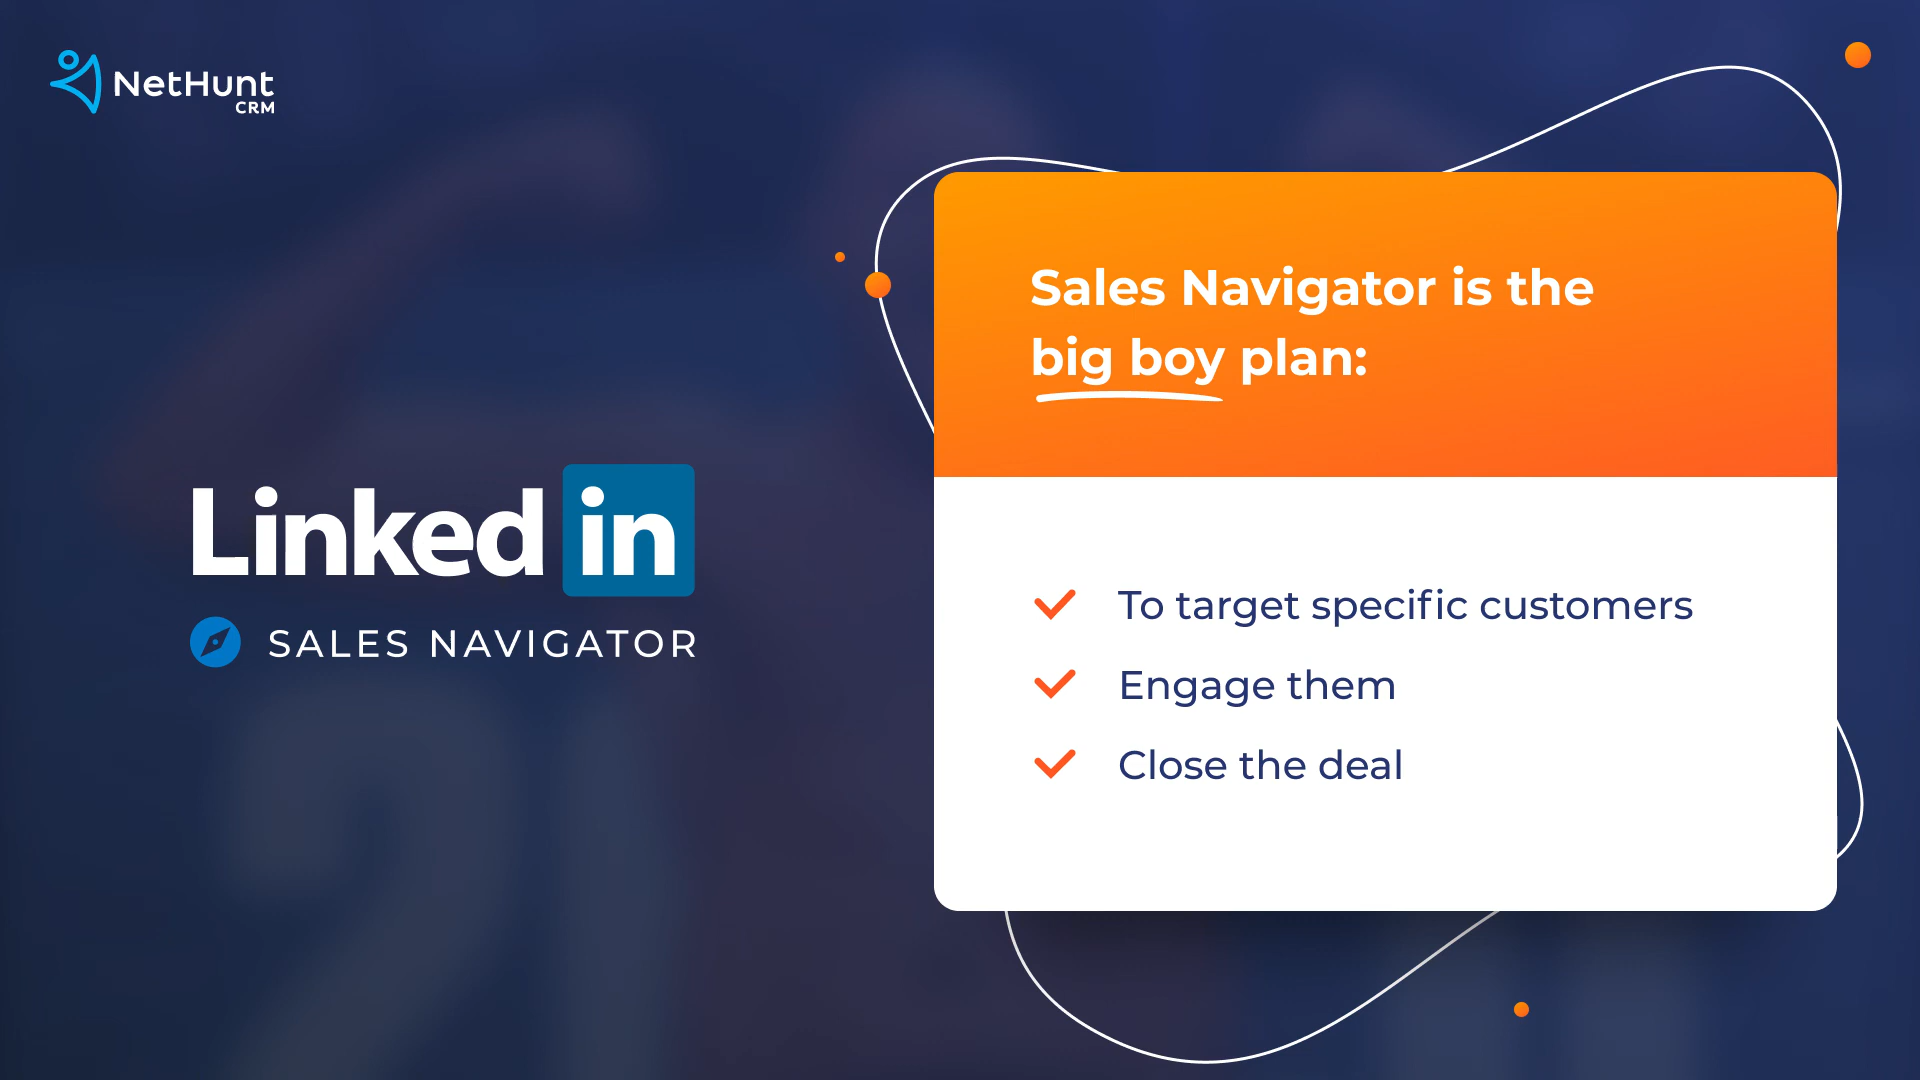 NetHunt
CRM
Linked in
SALES NAVIGATOR
Sales Navigator is the
big boy plan:
To target specific customers
Engage them
Close the deal
21